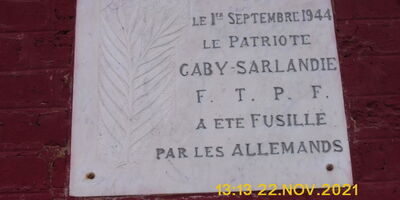 LE 1ER SEPTEMBRE 1944
LE PATRIOTE
GABY-SARLANDIE
F. T. P. F.
A ETE FUSILLE
PAR LES ALLEMANDS
13:13 22.NOV.2021